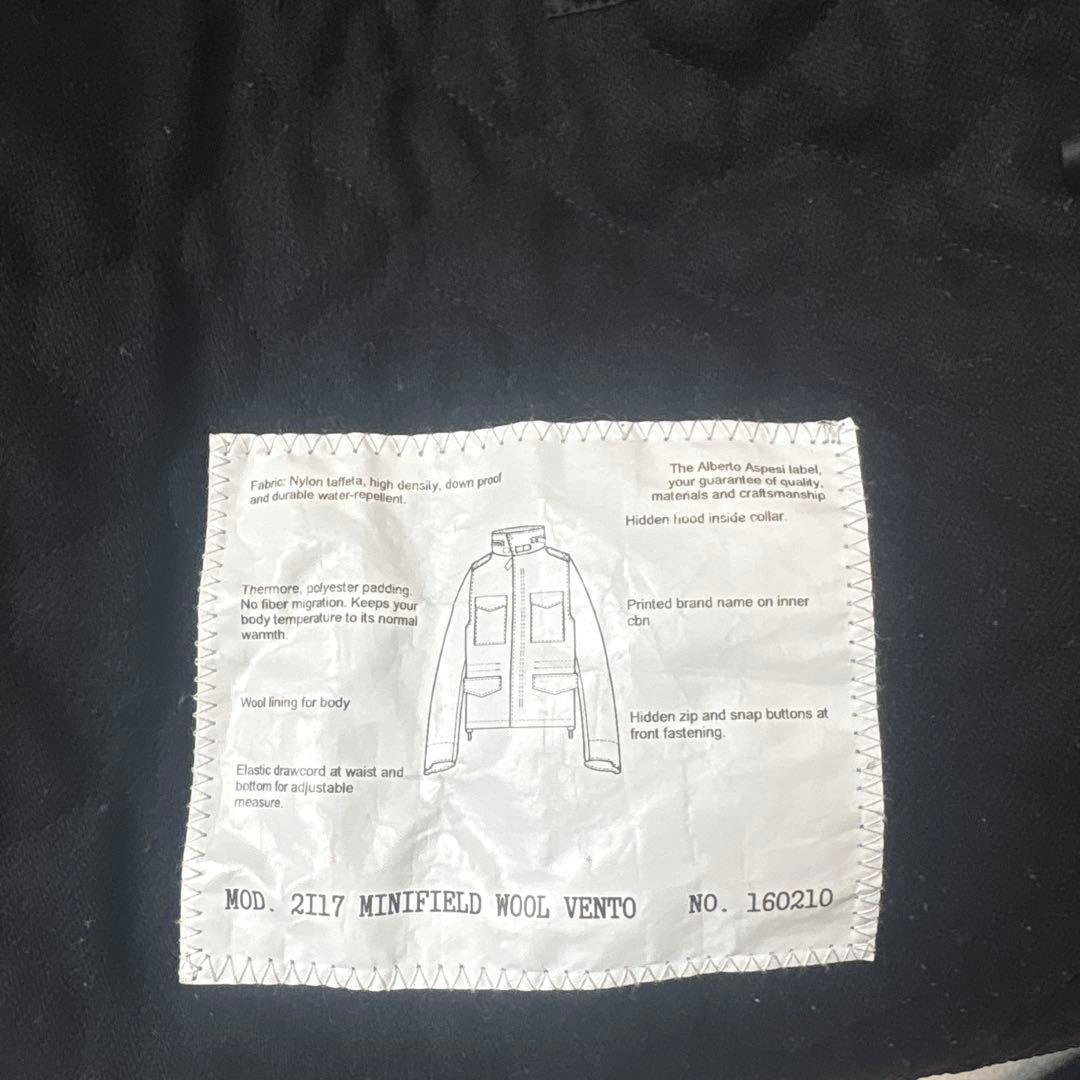 Fabric: Nylon taffeta, high density, down proof
and durable water-repellent.
The Alberto Aspesi label,
your guarantee of quality,
materials and craftsmanship
Hidden hood inside collar.
Thermore, polyester padding.
No fiber migration. Keeps your
body temperature to its normal
warmth.
Printed brand name on inner
cbn
Wool lining for body
Hidden zip and snap buttons at
front fastening.
Elastic drawcord at waist and
bottom for adjustable
measure.
MOD. 2I17 MINIFIELD WOOL VENTO NO. 160210